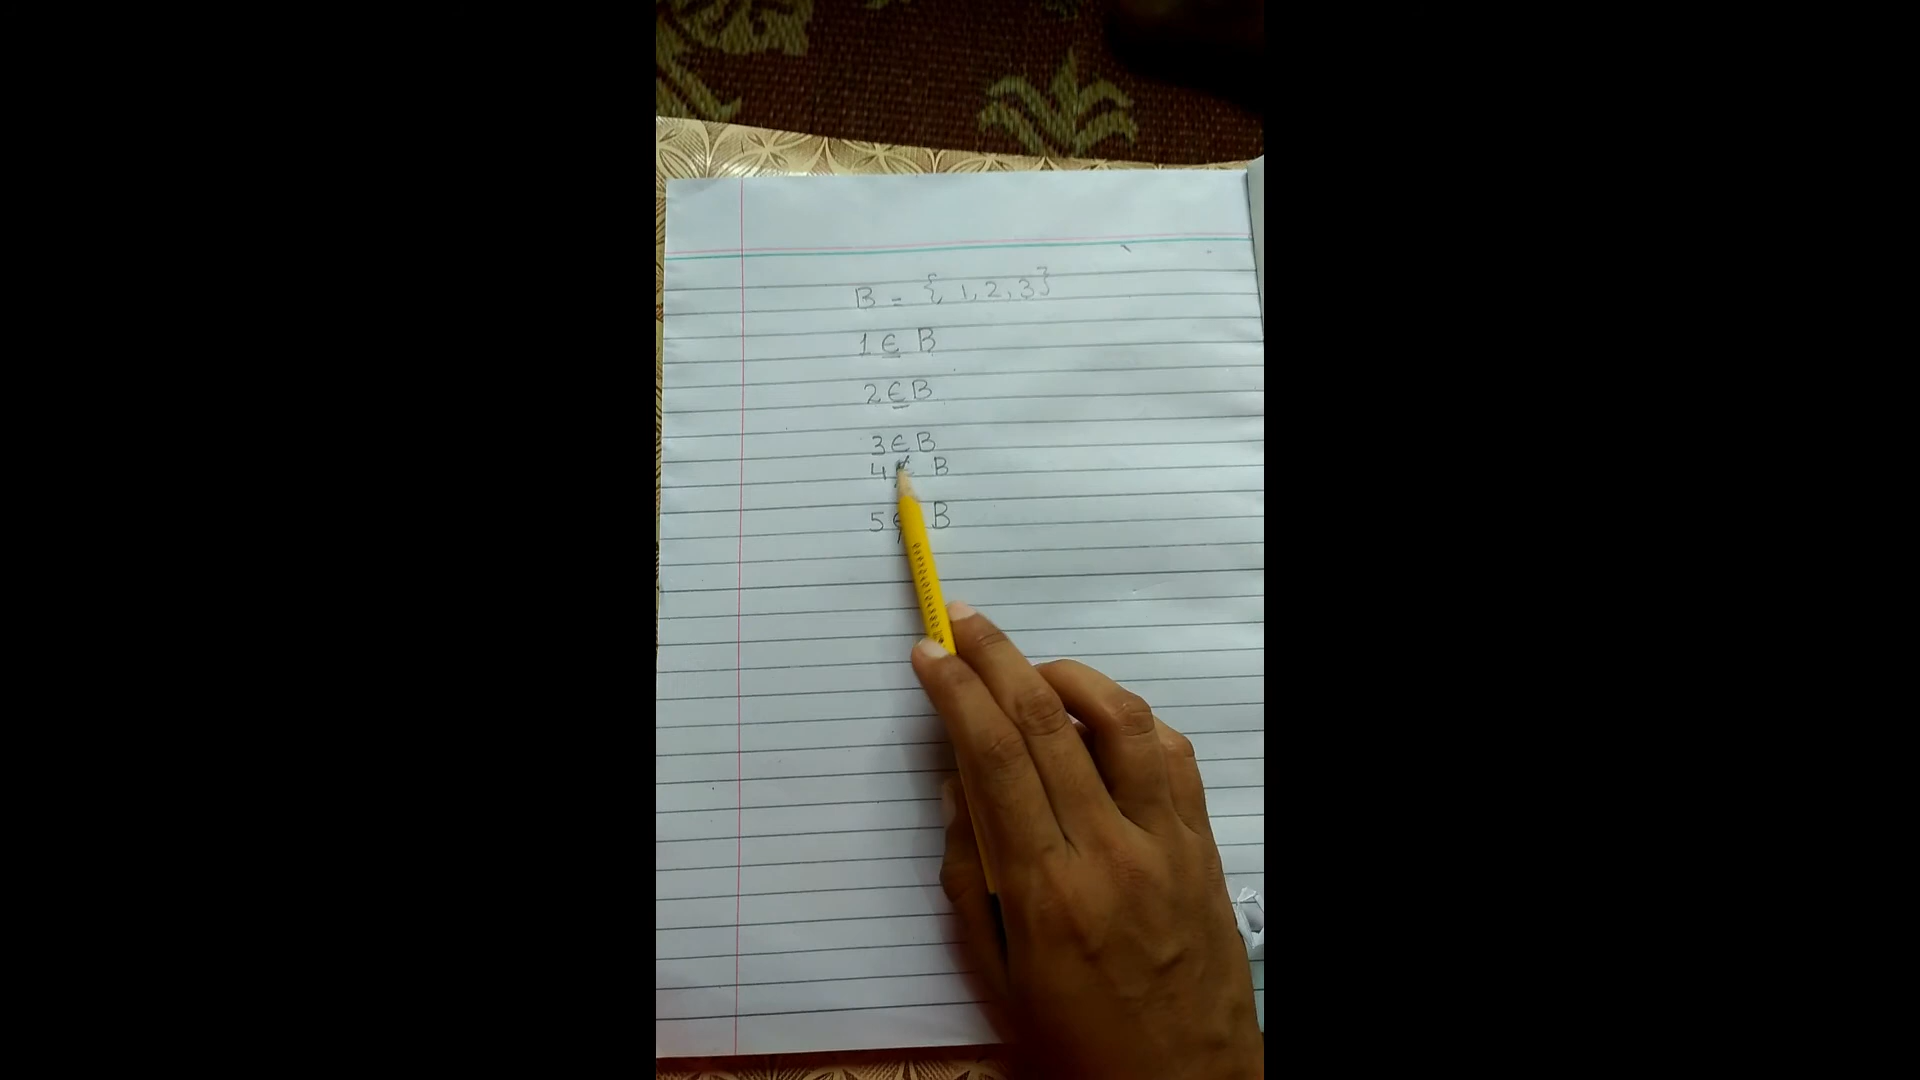 B = { 1, 2, 3}
1 ∈ B
2 ∈ B
3 ∈ B
4 ∉ B
5 ∉ B